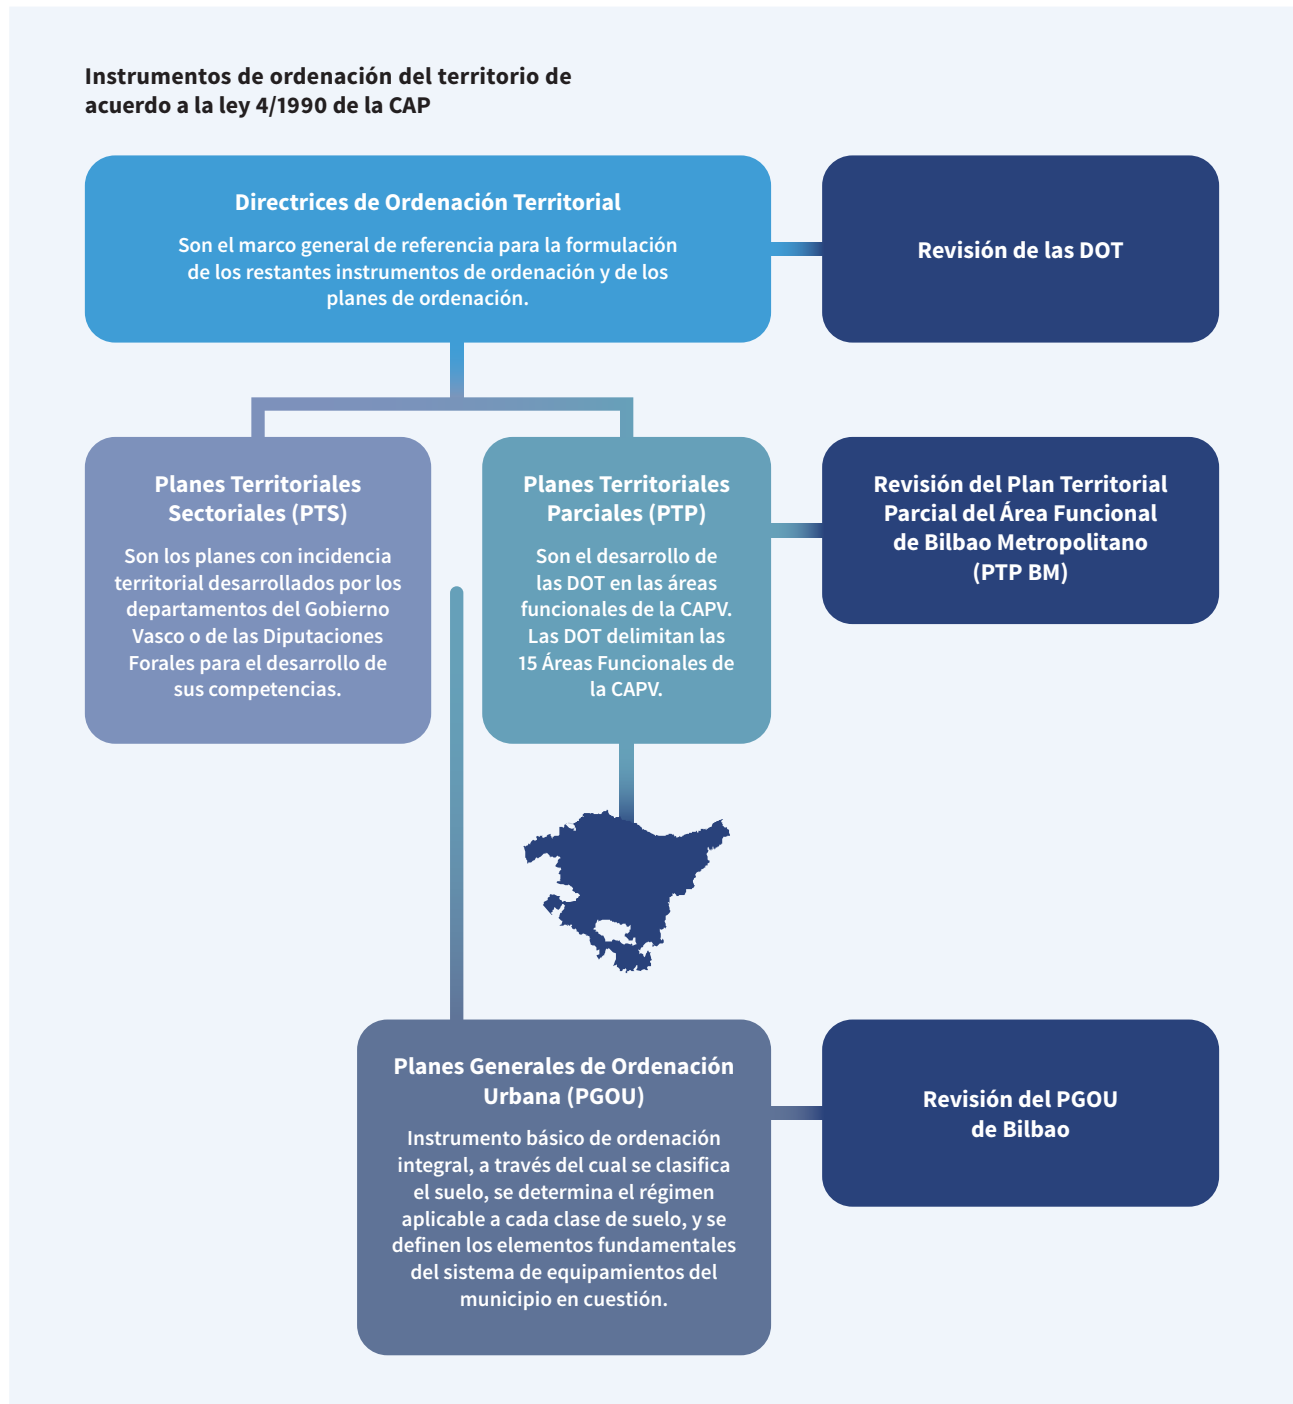 Instrumentos de ordenación del territorio de
acuerdo a la ley 4/1990 de la CAP
Directrices de Ordenación Territorial
Son el marco general de referencia para la formulación
de los restantes instrumentos de ordenación y de los
planes de ordenación.
Revisión de las DOT
Planes Territoriales
Sectoriales (PTS)
Son los planes con incidencia
territorial desarrollados por los
departamentos del Gobierno
Vasco o de las Diputaciones
Forales para el desarrollo de
sus competencias.
Planes Territoriales
Parciales (PTP)
Son el desarrollo de
las DOT en las áreas
funcionales de la CAPV.
Las DOT delimitan las
15 Áreas Funcionales de
la CAPV.
Revisión del Plan Territorial
Parcial del Área Funcional
de Bilbao Metropolitano
(PTP BM)
Planes Generales de Ordenación
Urbana (PGOU)
Instrumento básico de ordenación
integral, a través del cual se clasifica
el suelo, se determina el régimen
aplicable a cada clase de suelo, y se
definen los elementos fundamentales
del sistema de equipamientos del
municipio en cuestión.
Revisión del PGOU
de Bilbao